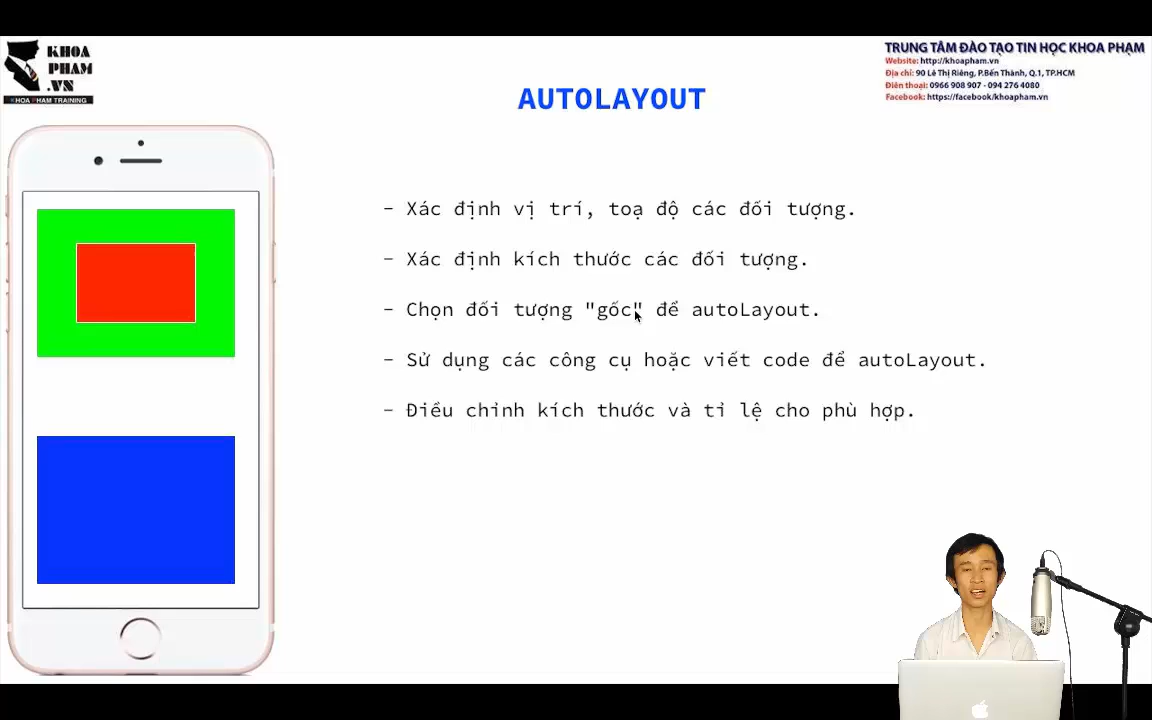 KHOA
PHAM
.VN
KHOA PHAM TRAINING
TRUNG TÂM ĐÀO TẠO TIN HỌC KHOA PHẠM
Website: http://khoapham.vn
Địa chỉ: 90 Lê Thị Riêng, P.Bến Thành, Q.1, TP.HCM
Điện thoại: 0966 908 907 - 094 276 4080
Facebook: https://facebook/khoapham.vn
AUTOLAYOUT
- Xác định vị trí, toạ độ các đối tượng.
- Xác định kích thước các đối tượng.
- Chọn đối tượng "gốc" để autoLayout.
- Sử dụng các công cụ hoặc viết code để autoLayout.
- Điều chỉnh kích thước và tỉ lệ cho phù hợp.